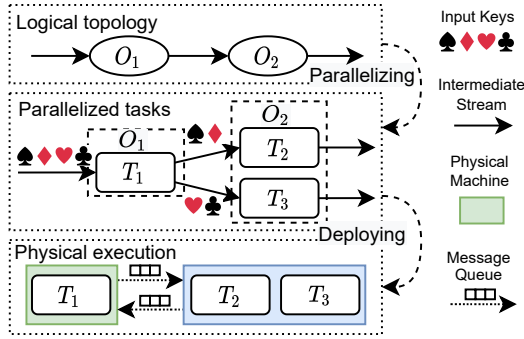 Logical topology
O₁
O₂
Parallelizing
Parallelized tasks
♠♦♥♣
O₁
T₁
♠♦
♥♣
O₂
T₂
T₃
Deploying
Physical execution
T₁
T₂
T₃
Input Keys
♠♦♥♣
Intermediate
Stream
Physical
Machine
Message
Queue